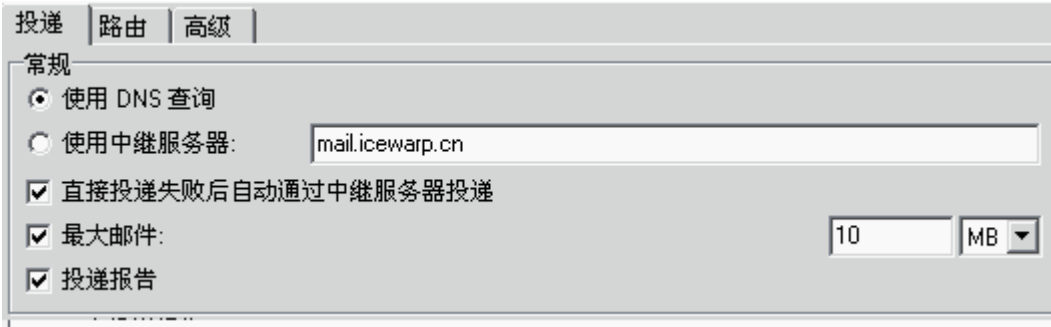 投递 路由 高级
常规
使用 DNS 查询
使用中继服务器: mail.icewarp.cn
直接投递失败后自动通过中继服务器投递
最大邮件: 10 MB
投递报告